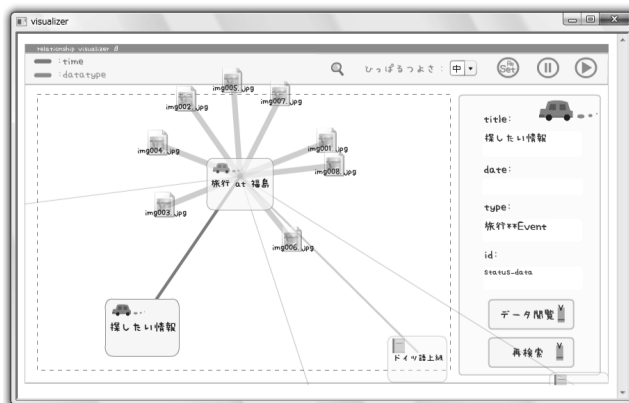 visualizer
relationship visualizer β
:time
:datatype
ひっぱるつよさ:
中
Re
Set
img005.jpg
img002.jpg
img007.jpg
img004.jpg
img001.jpg
img008.jpg
旅行 at 福島
img003.jpg
img006.jpg
探したい情報
ドイツ語上級
title:
探したい情報
date:
type:
旅行**Event
id:
status-data
データ閲覧
再検索